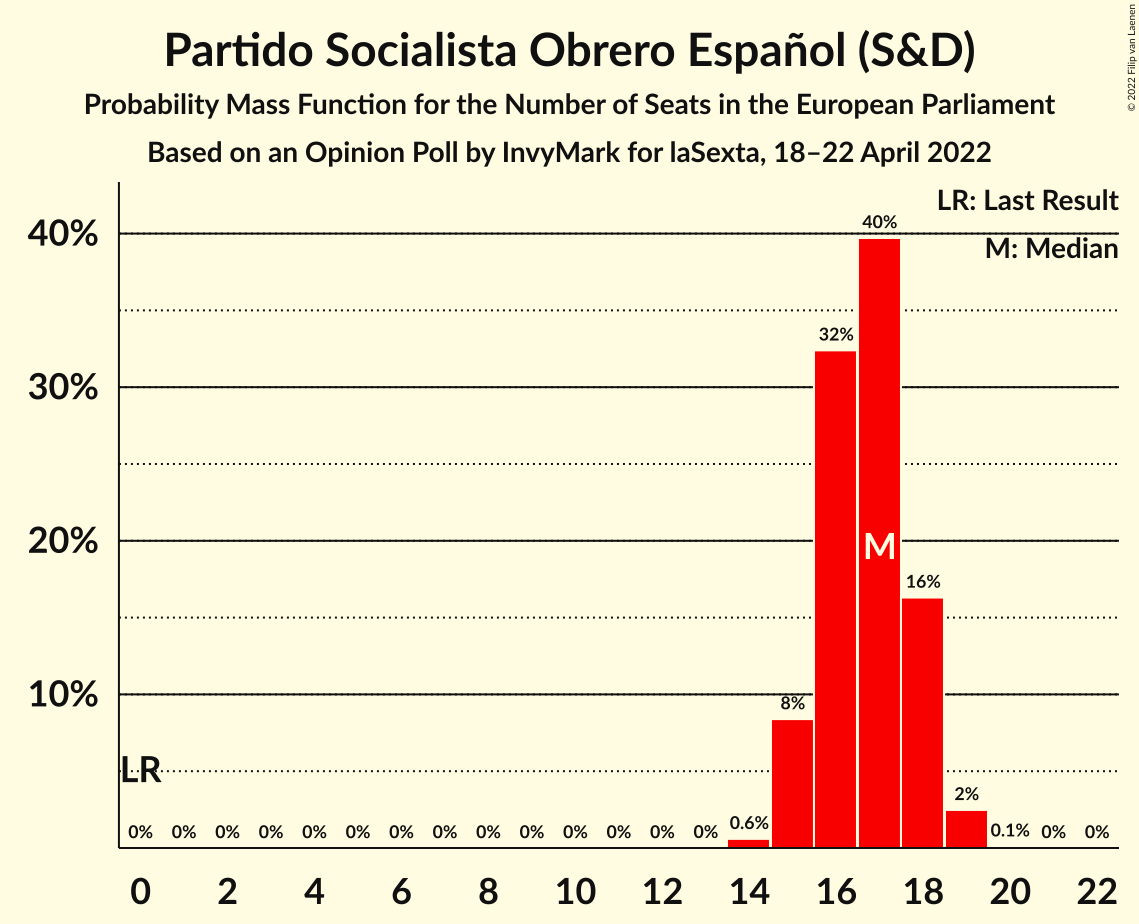 Partido Socialista Obrero Español (S&D)
Probability Mass Function for the Number of Seats in the European Parliament
Based on an Opinion Poll by InvyMark for laSexta, 18–22 April 2022
© 2022 Filip van Laenen
LR: Last Result
M: Median
40%
30%
20%
10%
LR
M
0% 0% 0% 0% 0% 0% 0% 0% 0% 0% 0% 0% 0% 0% 0.6% 8% 32% 40% 16% 2% 0.1% 0% 0%
0 2 4 6 8 10 12 14 16 18 20 22